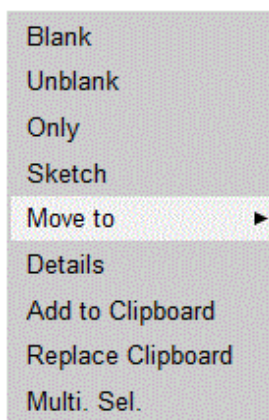 Blank
Unblank
Only
Sketch
Move to
Details
Add to Clipboard
Replace Clipboard
Multi. Sel.